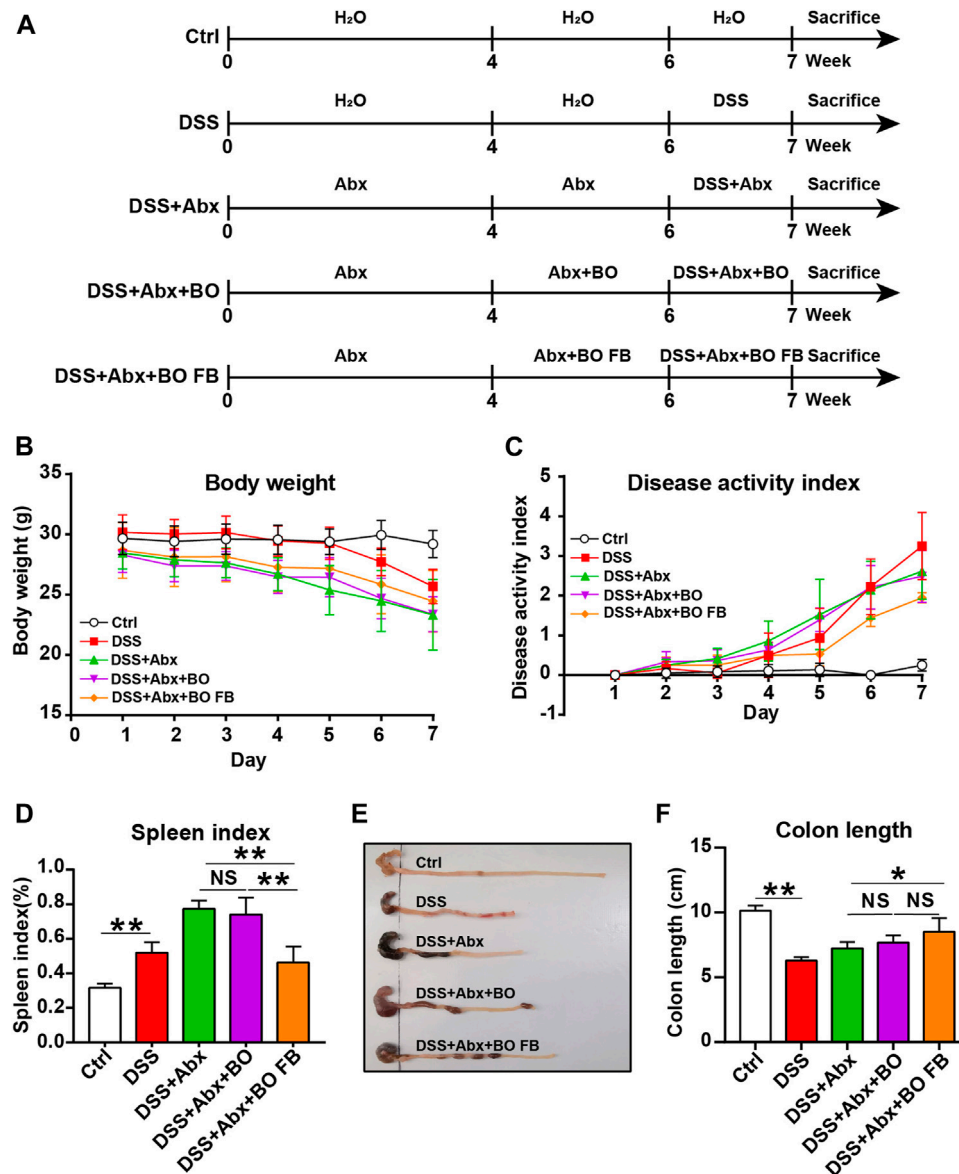 A
Ctrl
H₂O H₂O H₂O Sacrifice
0 4 6 7 Week
DSS
H₂O H₂O DSS Sacrifice
0 4 6 7 Week
DSS+Abx
Abx Abx DSS+Abx Sacrifice
0 4 6 7 Week
DSS+Abx+BO
Abx Abx+BO DSS+Abx+BO Sacrifice
0 4 6 7 Week
DSS+Abx+BO FB
Abx Abx+BO FB DSS+Abx+BO FB Sacrifice
0 4 6 7 Week
B
Body weight
Body weight (g)
35
30
25
20
15
Ctrl
DSS
DSS+Abx
DSS+Abx+BO
DSS+Abx+BO FB
0 1 2 3 4 5 6 7
Day
C
Disease activity index
Disease activity index
5
4
3
2
1
0
-1
Ctrl
DSS
DSS+Abx
DSS+Abx+BO
DSS+Abx+BO FB
1 2 3 4 5 6 7
Day
D
Spleen index
Spleen index(%)
1.0
0.8
0.6
0.4
0.2
0.0
**
**
NS
**
Ctrl
DSS
DSS+Abx
DSS+Abx+BO
DSS+Abx+BO FB
E
Ctrl
DSS
DSS+Abx
DSS+Abx+BO
DSS+Abx+BO FB
F
Colon length
Colon length (cm)
15
10
5
0
**
*
NS
NS
Ctrl
DSS
DSS+Abx
DSS+Abx+BO
DSS+Abx+BO FB